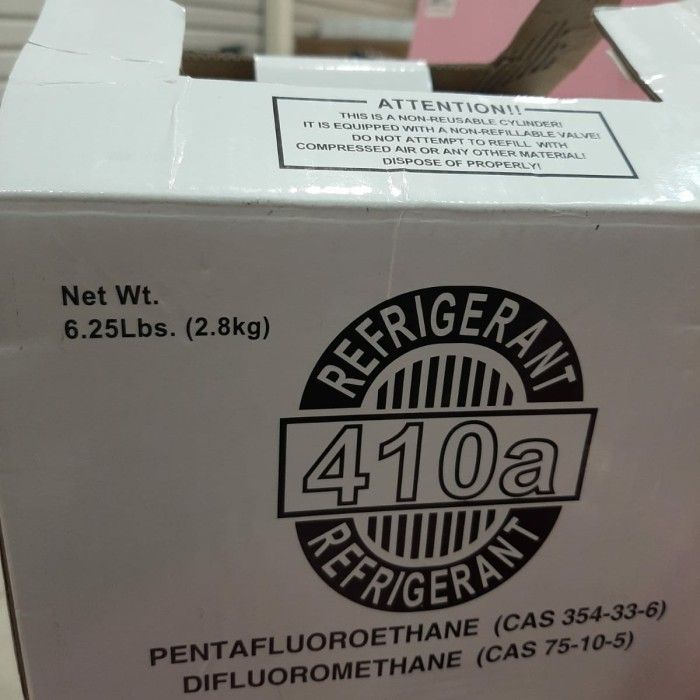 ATTENTION!!
THIS IS A NON-REUSABLE CYLINDER!
IT IS EQUIPPED WITH A NON-REFILLABLE VALVE!
DO NOT ATTEMPT TO REFILL WITH
COMPRESSED AIR OR ANY OTHER MATERIAL!
DISPOSE OF PROPERLY!
Net Wt.
6.25Lbs. (2.8kg)
REFRIGERANT
410a
REFRIGERANT
PENTAFLUOROETHANE (CAS 354-33-6)
DIFLUOROMETHANE (CAS 75-10-5)